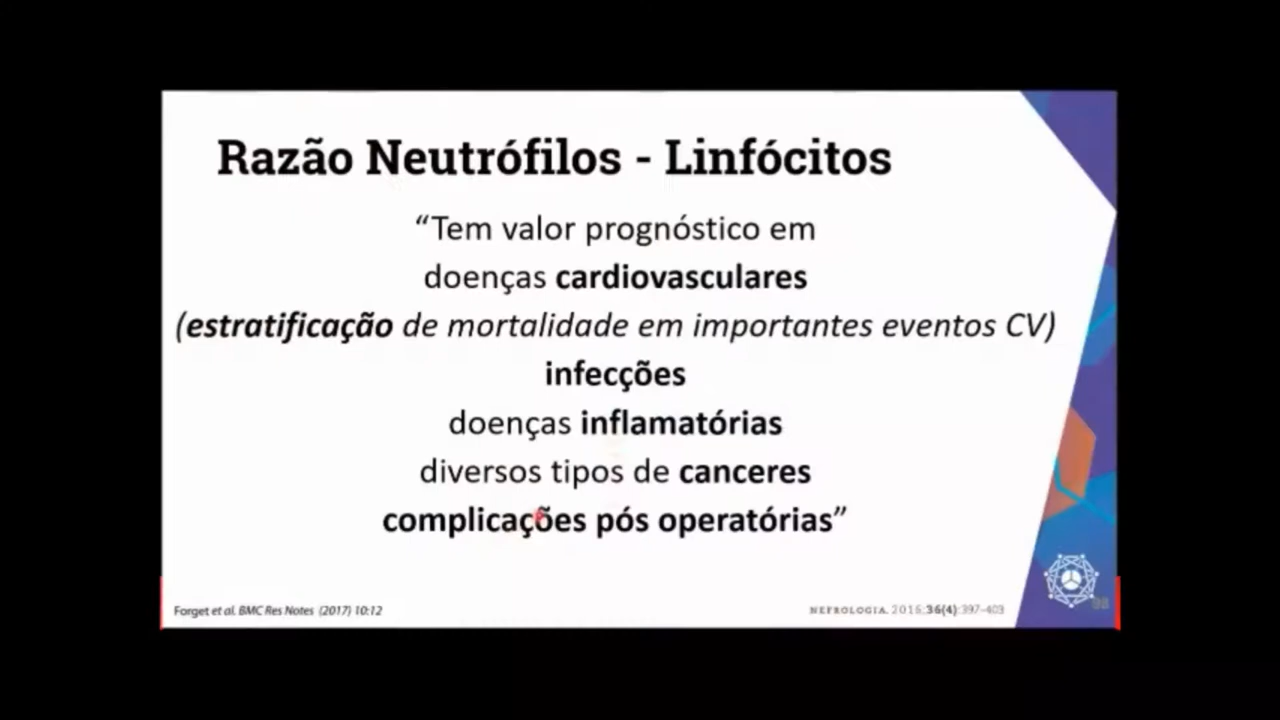 Razão Neutrófilos - Linfócitos
“Tem valor prognóstico em
doenças cardiovasculares
(estratificação de mortalidade em importantes eventos CV)
infecções
doenças inflamatórias
diversos tipos de canceres
complicações pós operatórias”
Forget et al. BMC Res Notes (2017) 10:12
NEFROLOGIA. 2016;36(4):397–403